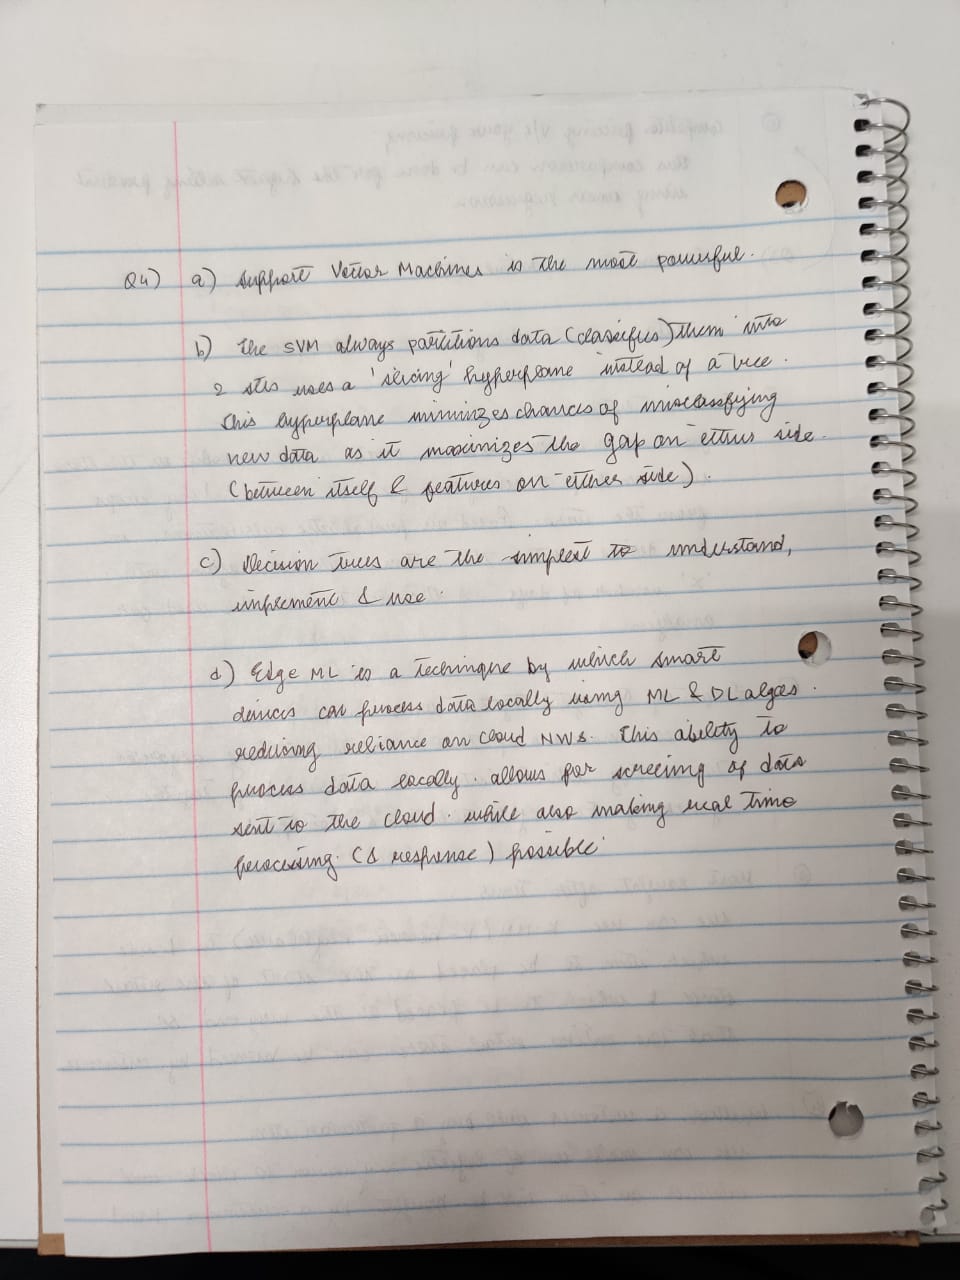 Q4) a) Support Vector Machines is the most powerful.
b) The SVM always partitions data (classifies) them into
2 sets uses a 'slicing' hyperplane instead of a tree.
This hyperplane minimizes chances of misclassifying
new data as it maximizes the gap on either side
(between itself & features on either side).
c) Decision trees are the simplest to understand,
implement & use.
d) Edge ML is a technique by which smart
devices can process data locally using ML & DL algos.
reducing reliance on cloud NWs. This ability to
process data locally allows for screening of data
sent to the cloud. while also making real time
processing (& response) possible.